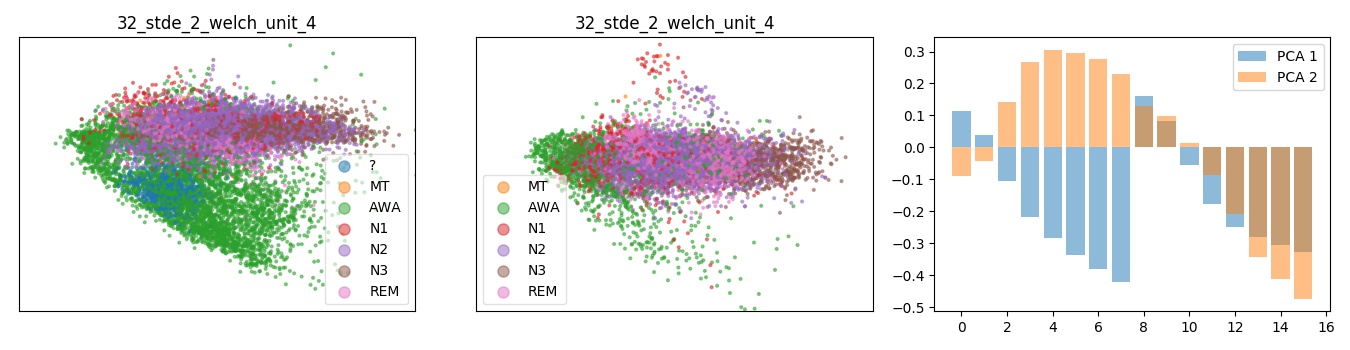 32_stde_2_welch_unit_4
?
MT
AWA
N1
N2
N3
REM
32_stde_2_welch_unit_4
MT
AWA
N1
N2
N3
REM
PCA 1
PCA 2
0.3
0.2
0.1
0.0
−0.1
−0.2
−0.3
−0.4
−0.5
0 2 4 6 8 10 12 14 16